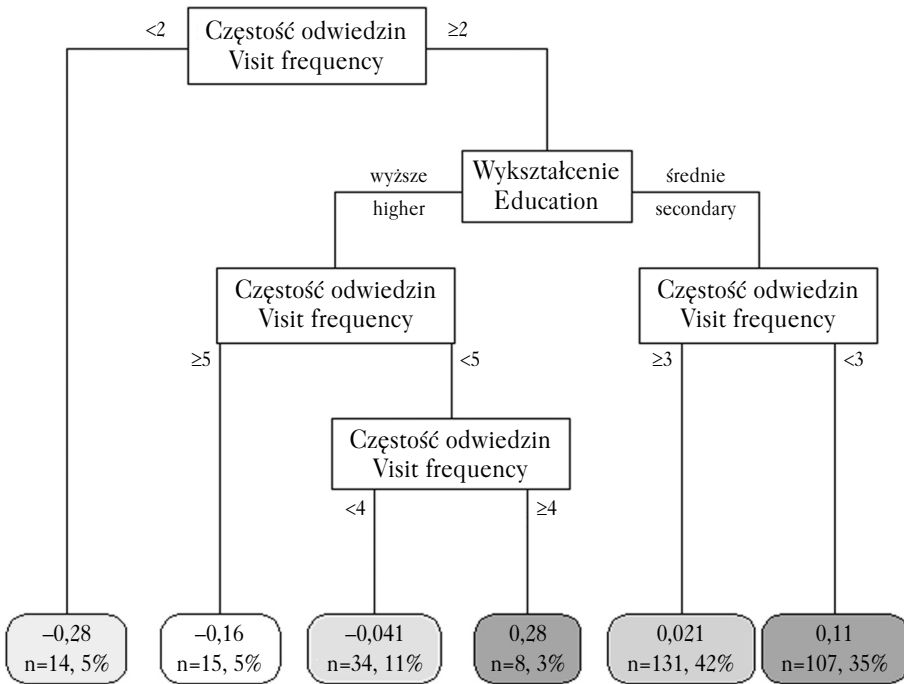 <2
Częstość odwiedzin
Visit frequency
≥2
wyższe
higher
Wykształcenie
Education
średnie
secondary
Częstość odwiedzin
Visit frequency
Częstość odwiedzin
Visit frequency
≥5
<5
≥3
<3
Częstość odwiedzin
Visit frequency
<4
≥4
–0,28
n=14, 5%
–0,16
n=15, 5%
–0,041
n=34, 11%
0,28
n=8, 3%
0,021
n=131, 42%
0,11
n=107, 35%